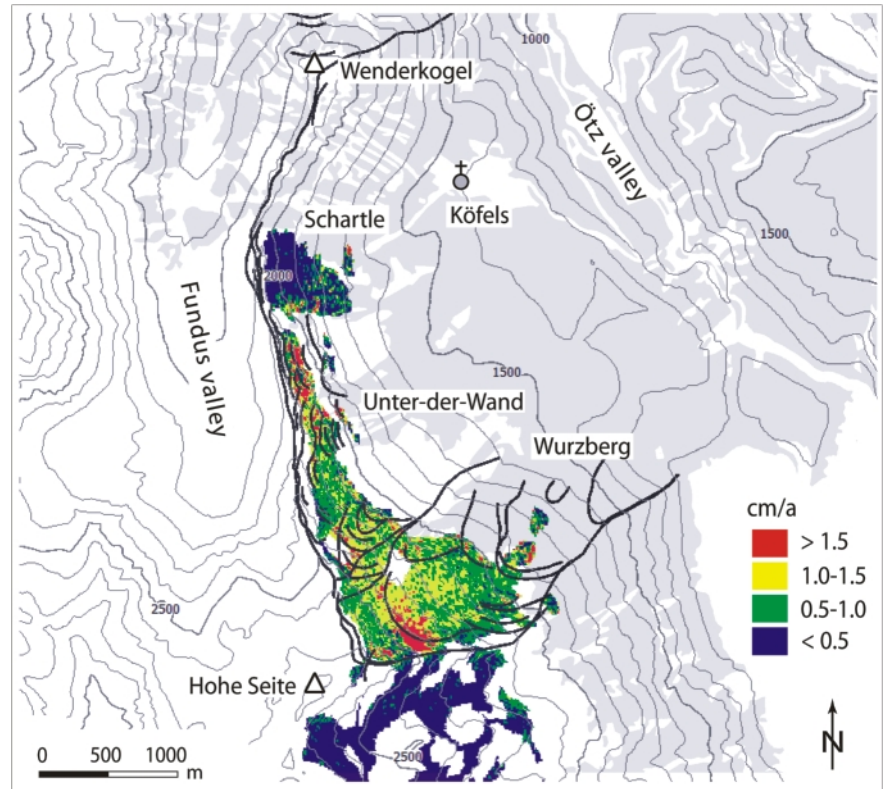 1000
Wenderkogel
Ötz valley
Köfels
Schartle
1500
2000
Fundus valley
1500
Unter-der-Wand
Wurzberg
cm/a
> 1.5
1.0-1.5
0.5-1.0
< 0.5
2500
Hohe Seite
2500
0 500 1000
m
N